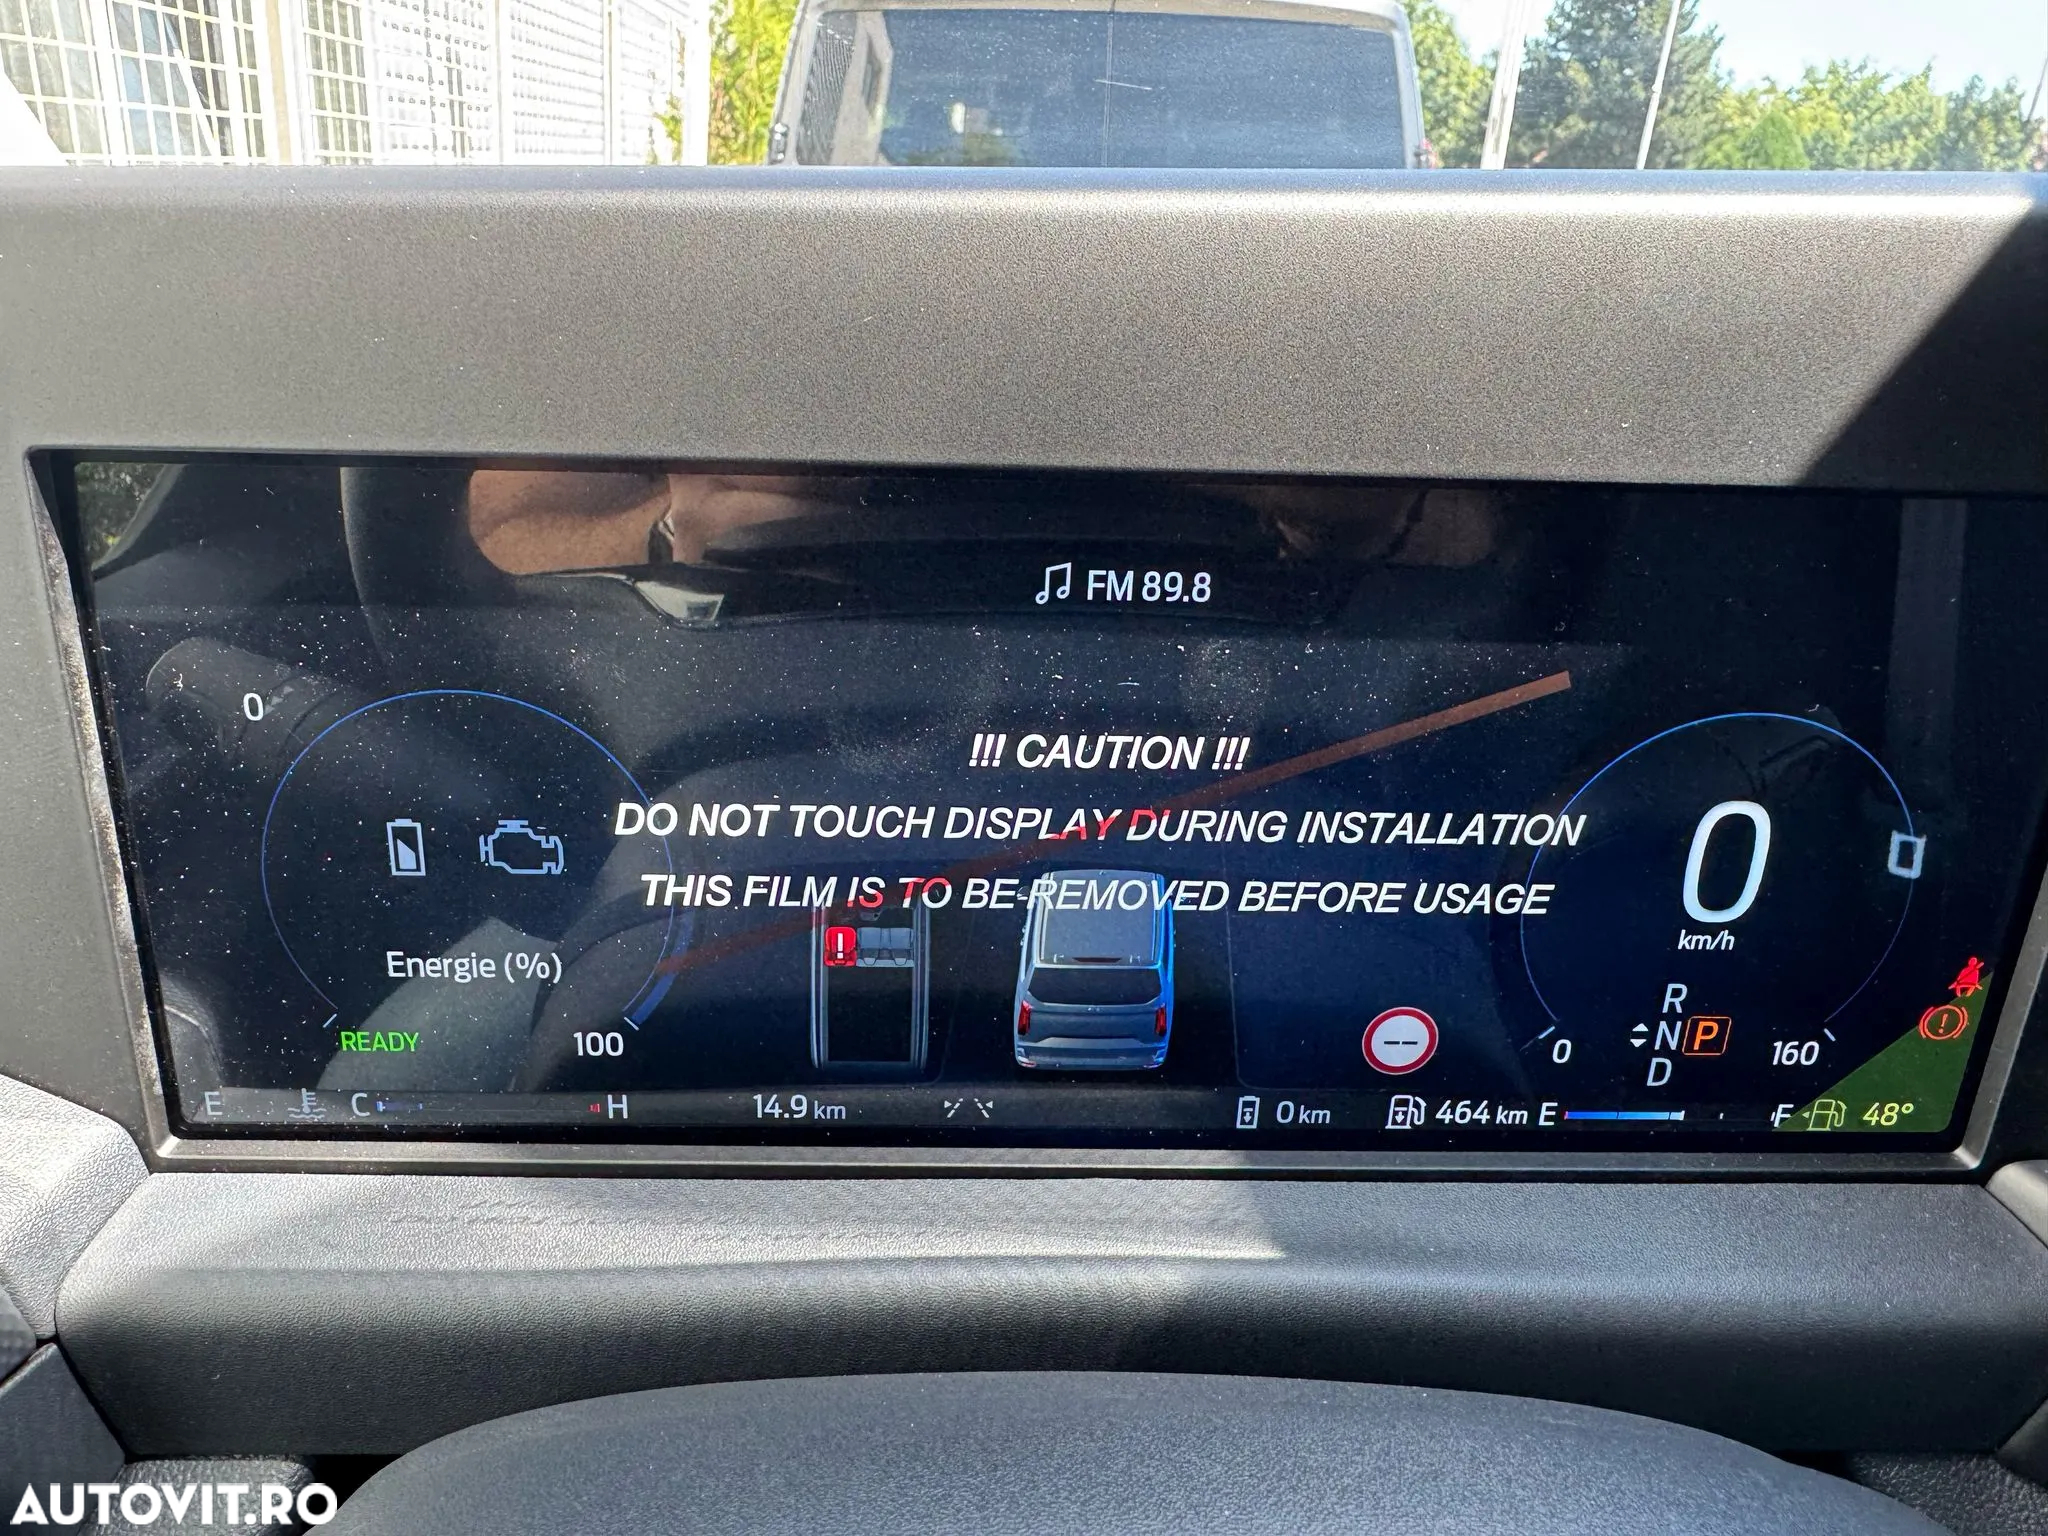 FM 89.8
0
!!! CAUTION !!!
DO NOT TOUCH DISPLAY DURING INSTALLATION
THIS FILM IS TO BE REMOVED BEFORE USAGE
0
km/h
!
Energie (%)
READY
100
--
R
N P
D
0
160
E
C H
14.9 km
0 km
464 km
E F
48°
AUTOVIT.RO